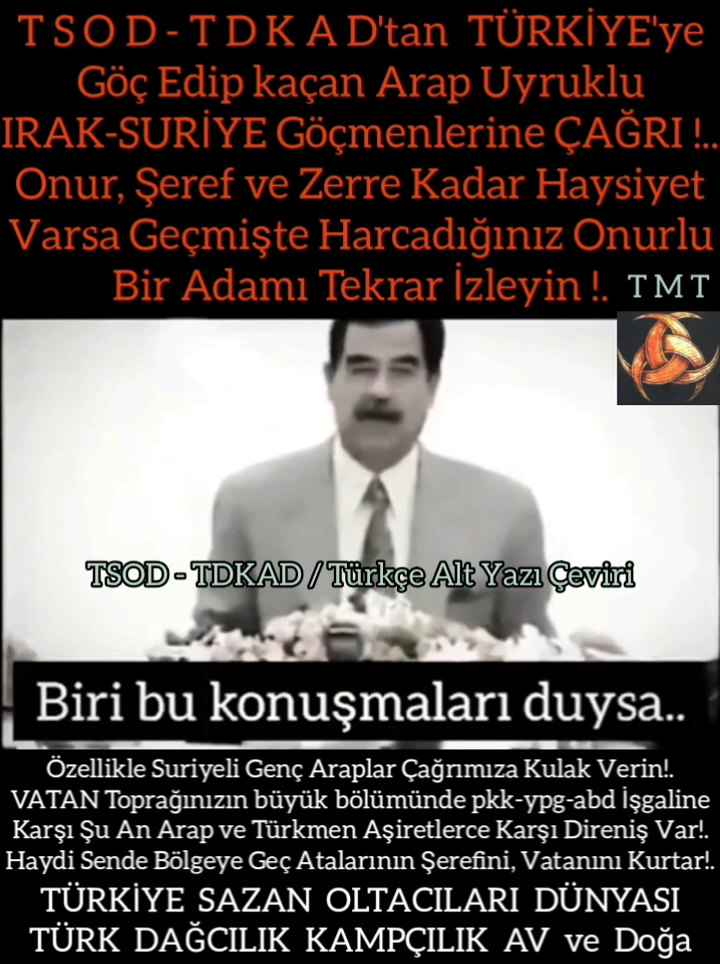 T S O D - T D K A D'tan TÜRKİYE'ye
Göç Edip kaçan Arap Uyruklu
IRAK-SURİYE Göçmenlerine ÇAĞRI !..
Onur, Şeref ve Zerre Kadar Haysiyet
Varsa Geçmişte Harcadığınız Onurlu
Bir Adamı Tekrar İzleyin !.
T M T
TSOD - TDKAD / Türkçe Alt Yazı Çeviri
Biri bu konuşmaları duysa..
Özellikle Suriyeli Genç Araplar Çağrımıza Kulak Verin!.
VATAN Toprağınızın büyük bölümünde pkk-ypg-abd İşgaline
Karşı Şu An Arap ve Türkmen Aşiretlerce Karşı Direniş Var!.
Haydi Sende Bölgeye Geç Atalarının Şerefini, Vatanını Kurtar!.
TÜRKİYE SAZAN OLTACILARI DÜNYASI
TÜRK DAĞCILIK KAMPÇILIK AV ve Doğa